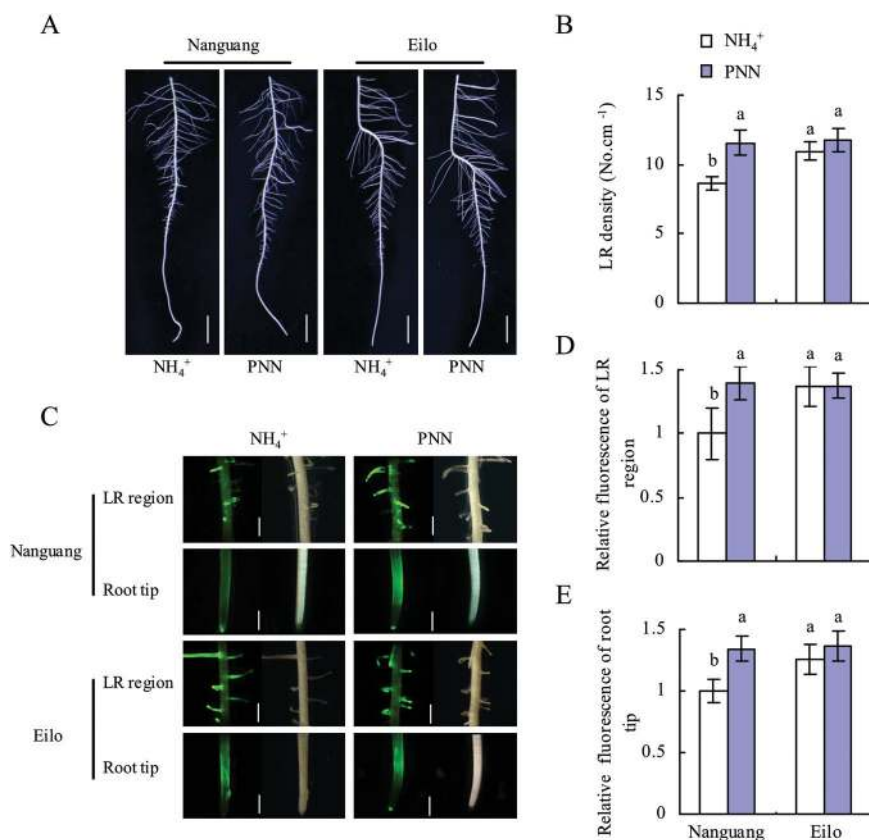 A
Nanguang
Eilo
NH₄⁺
PNN
NH₄⁺
PNN
B
NH₄⁺
PNN
LR density (No.cm ⁻¹)
15
10
5
0
b
a
a
a
C
NH₄⁺
PNN
Nanguang
LR region
Root tip
Eilo
LR region
Root tip
D
Relative fluorescence of LR
region
1.5
1
0.5
0
b
a
a
a
E
Relative fluorescence of root
tip
1.5
1
0.5
0
b
a
a
a
Nanguang
Eilo